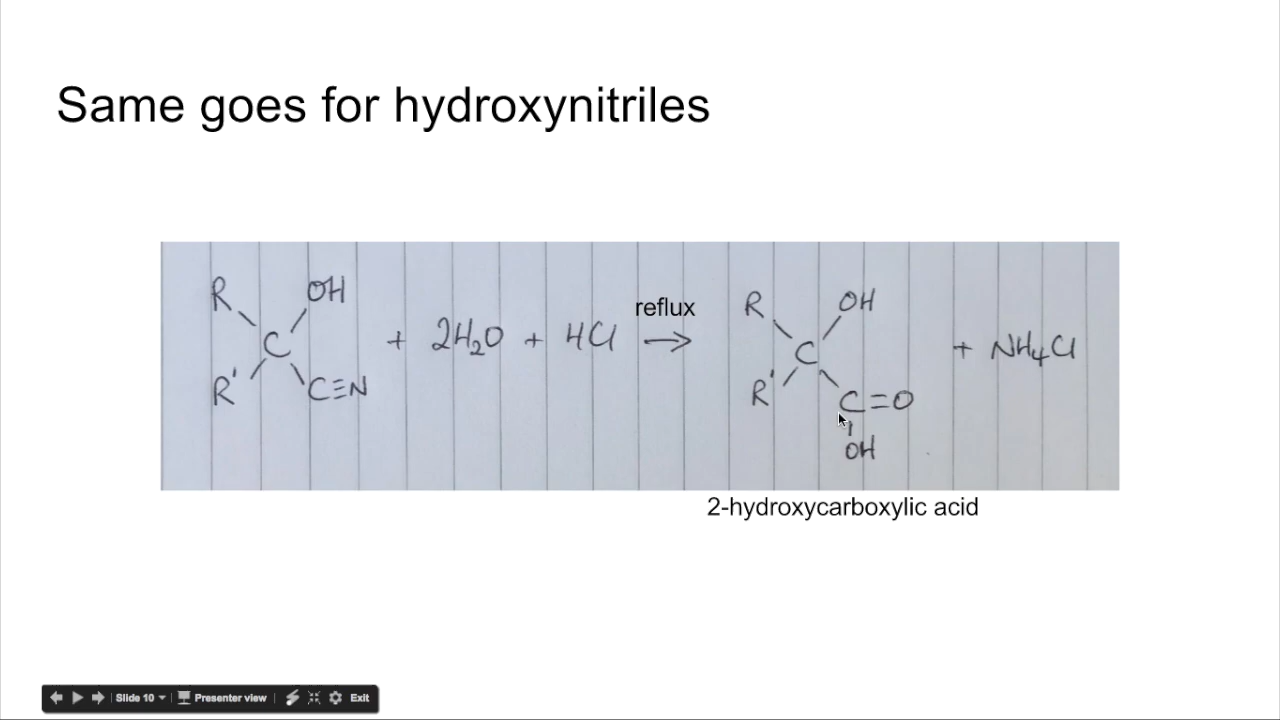 Same goes for hydroxynitriles
R OH
C
R' C≡N
+ 2H₂O + HCl
reflux
→
R OH
C
R' C=O
OH
+ NH₄Cl
2-hydroxycarboxylic acid
Slide 10 Presenter view Exit